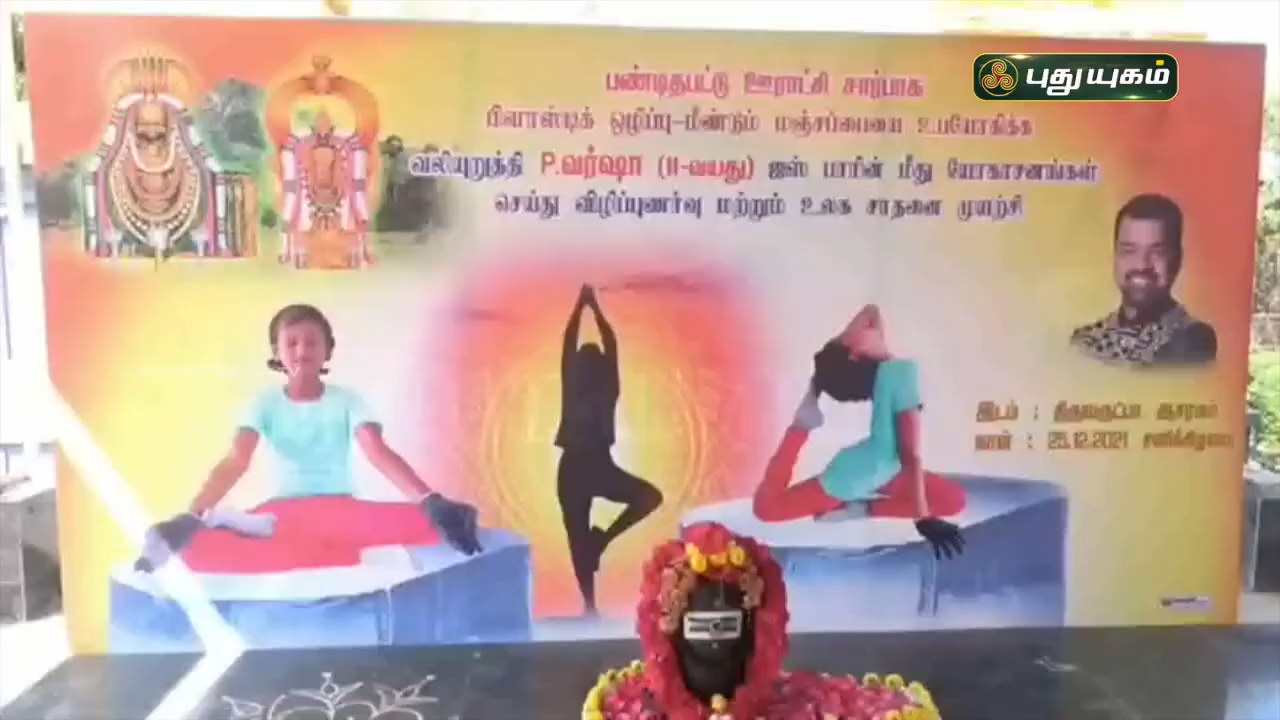 புதுயுகம்
பண்டிதபட்டு ஊராட்சி சார்பாக
பிளாஸ்டிக் ஒழிப்பு-மீண்டும் மஞ்சப்பையை உபயோகிக்க
வலியுறுத்தி P.வர்ஷா (11-வயது) ஐஸ் பாரின் மீது யோகாசனங்கள்
செய்து விழிப்புணர்வு மற்றும் உலக சாதனை முயற்சி
இடம் :
நாள் : 25.12.2021 சனிக்கிழமை